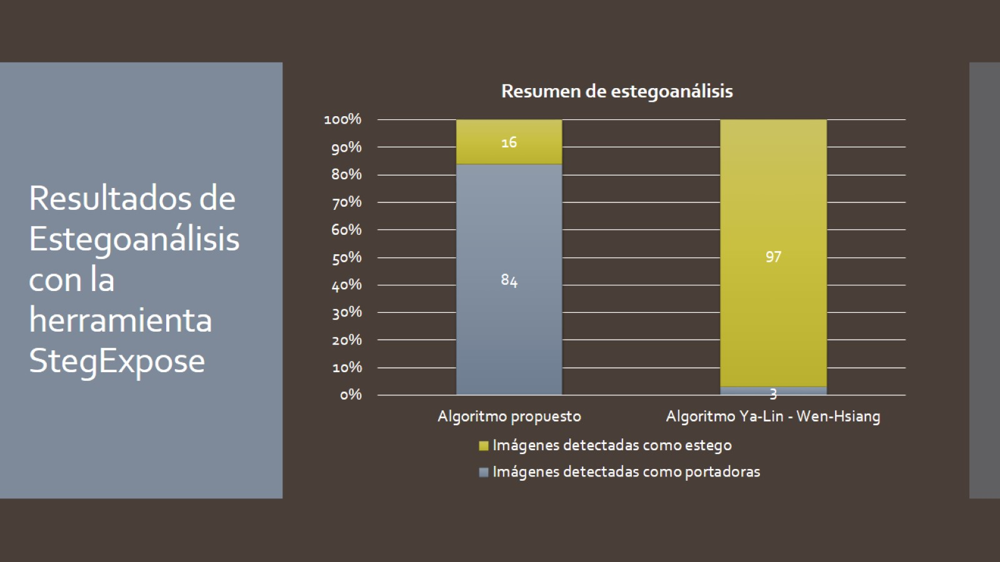 Resultados de
Estegoanálisis
con la
herramienta
StegExpose
Resumen de estegoanálisis
100%
90%
80%
70%
60%
50%
40%
30%
20%
10%
0%
16
84
97
3
Algoritmo propuesto
Algoritmo Ya-Lin - Wen-Hsiang
Imágenes detectadas como estego
Imágenes detectadas como portadoras